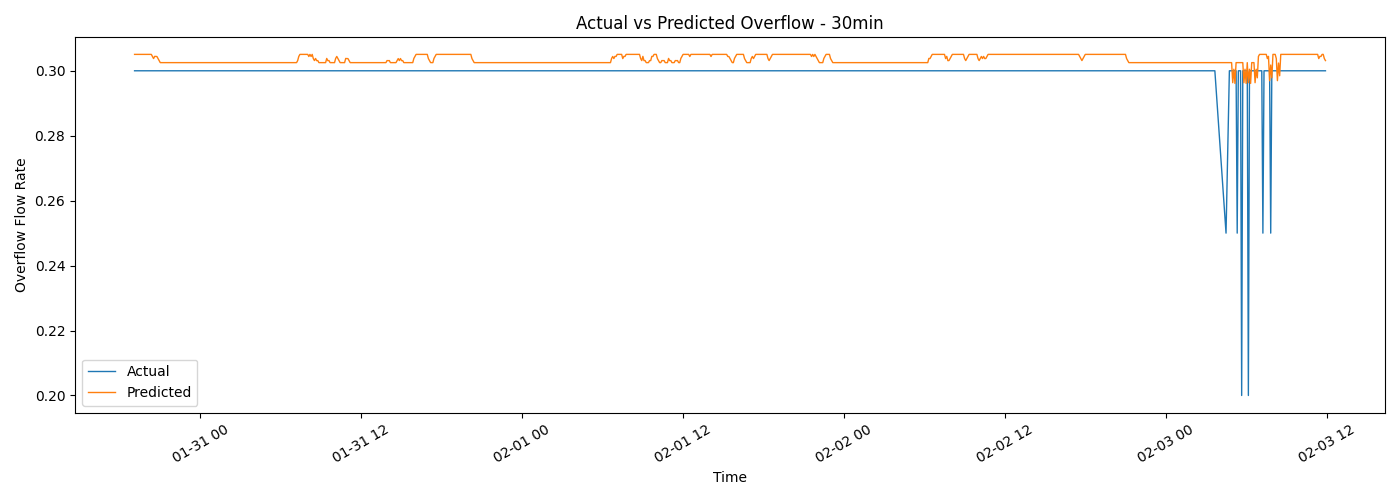 Actual vs Predicted Overflow - 30min
Overflow Flow Rate
0.30
0.28
0.26
0.24
0.22
0.20
Actual
Predicted
01-31 00
01-31 12
02-01 00
02-01 12
02-02 00
02-02 12
02-03 00
02-03 12
Time